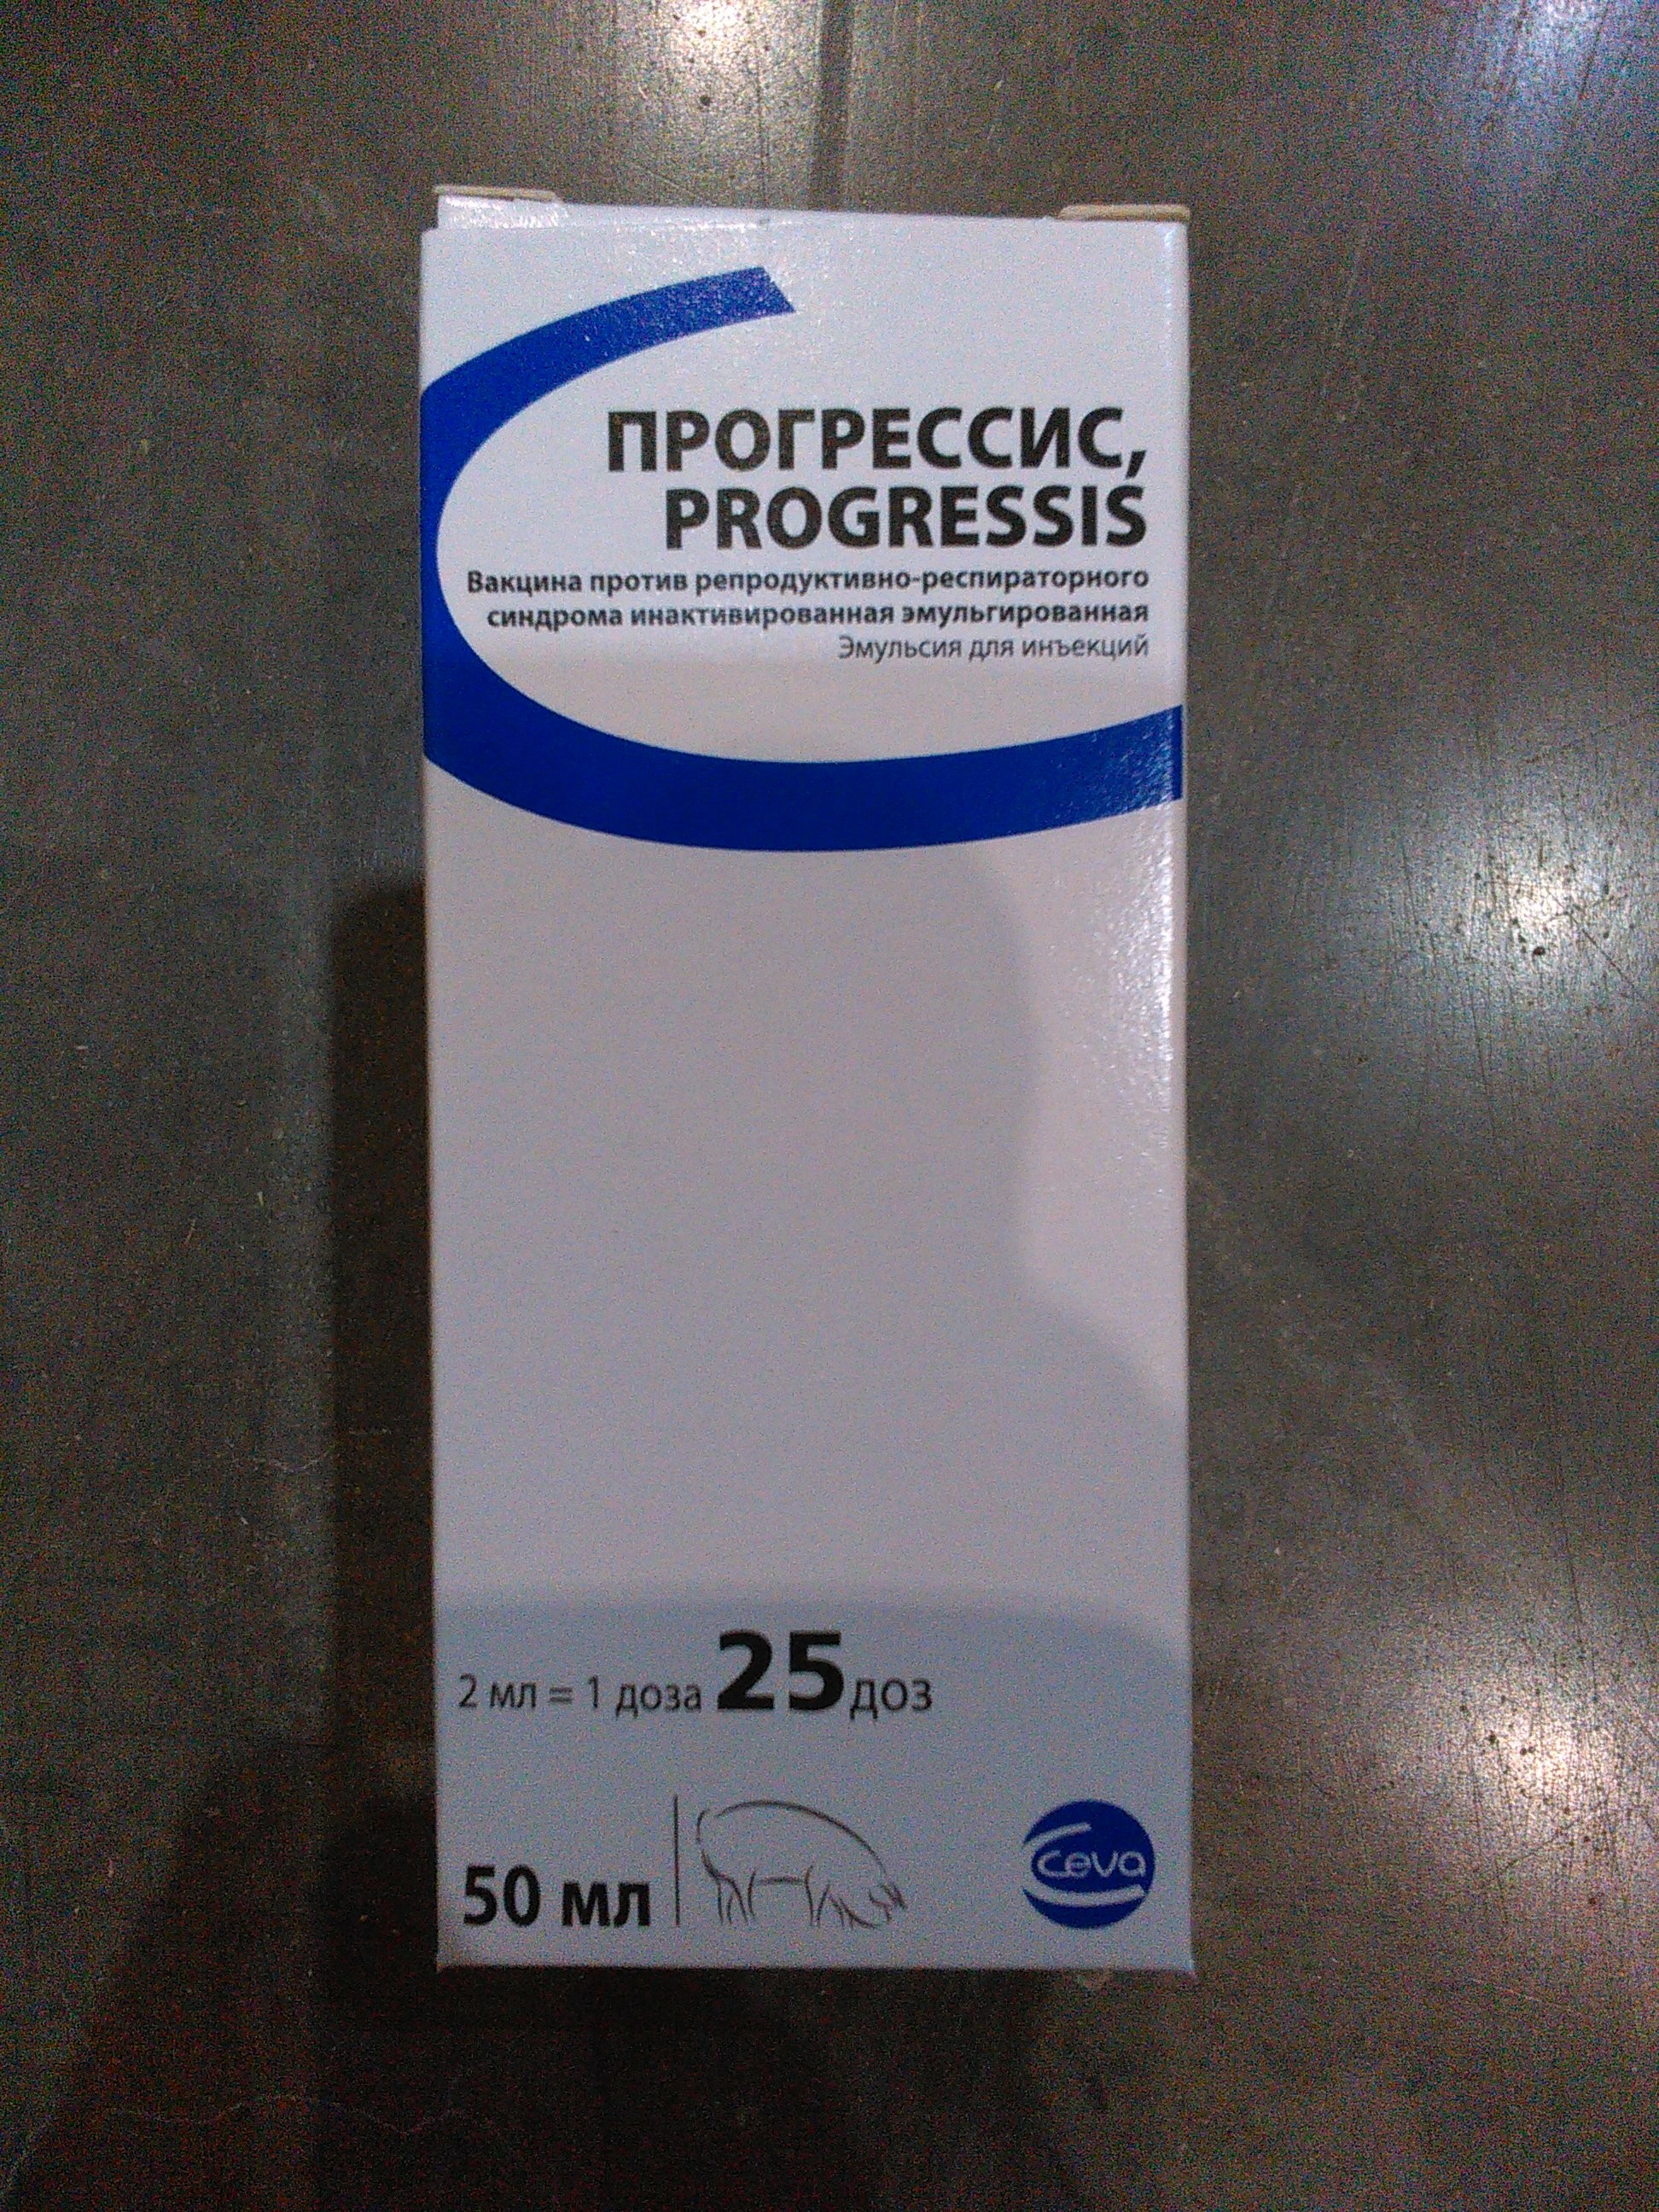 ПРОГРЕССИС,
PROGRESSIS
Вакцина против репродуктивно-респираторного
синдрома инактивированная эмульгированная
Эмульсия для инъекций
2 мл = 1 доза 25 доз
50 мл
ceva